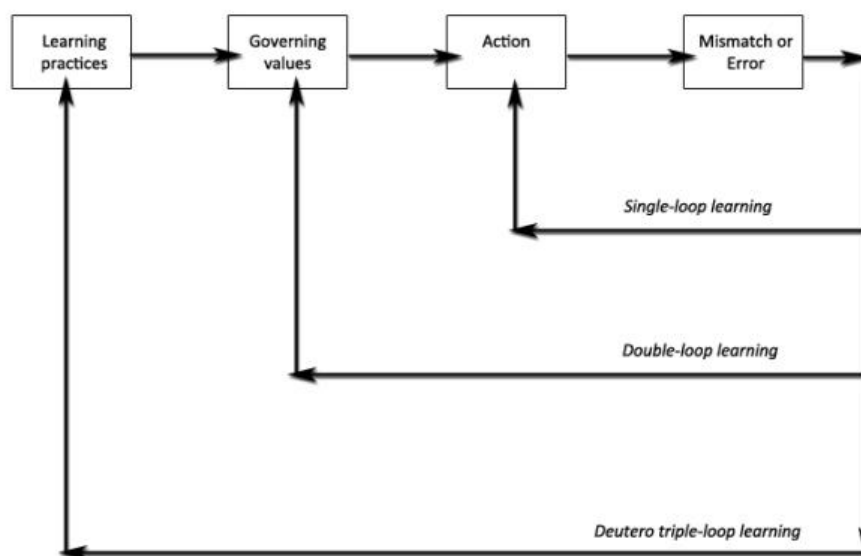 Learning
practices
Governing
values
Action
Mismatch or
Error
Single-loop learning
Double-loop learning
Deutero triple-loop learning